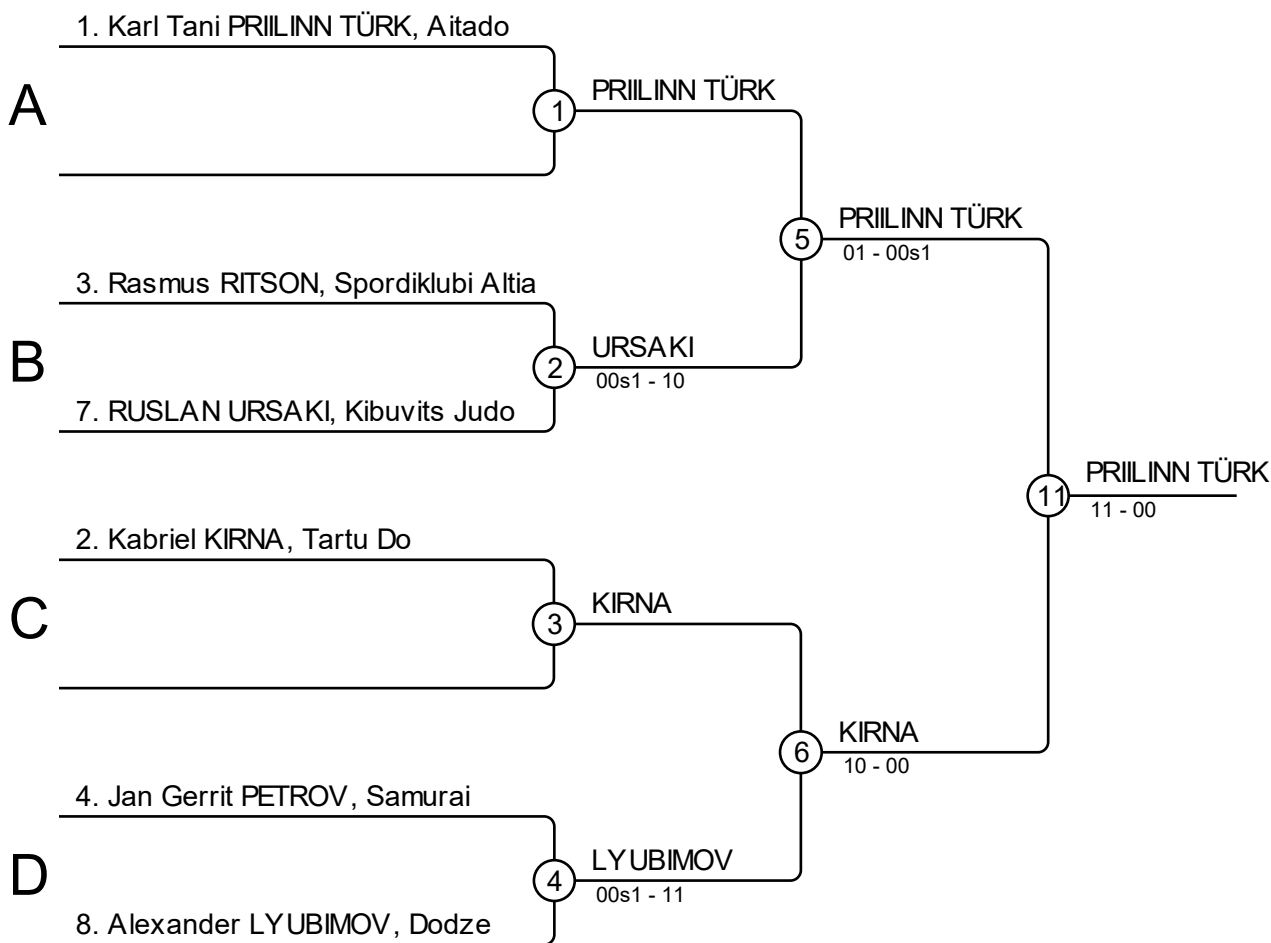 1. Karl Tani PRIILINN TÜRK, Aitado
A
1
PRIILINN TÜRK
5
PRIILINN TÜRK
01 - 00s1
3. Rasmus RITSON, Spordiklubi Altia
B
2
URSAKI
00s1 - 10
7. RUSLAN URSAKI, Kibuvits Judo
11
PRIILINN TÜRK
11 - 00
2. Kabriel KIRNA, Tartu Do
C
3
KIRNA
6
KIRNA
10 - 00
4. Jan Gerrit PETROV, Samurai
D
4
LYUBIMOV
00s1 - 11
8. Alexander LYUBIMOV, Dodze